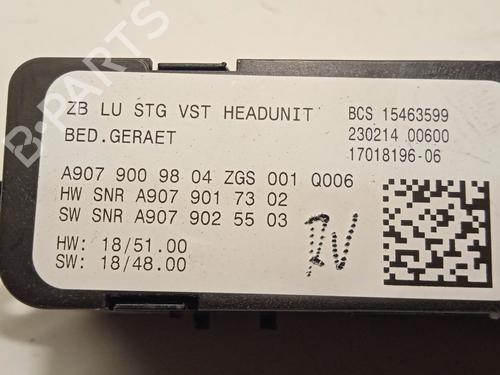 ZB LU STG VST HEADUNIT
BED.GERAET
BCS 15463599
230214 00600
17018196-06
A907 900 98 04 ZGS 001 Q006
HW SNR A907 901 73 02
SW SNR A907 902 55 03
HW: 18/51.00
SW: 18/48.00
B-PARTS